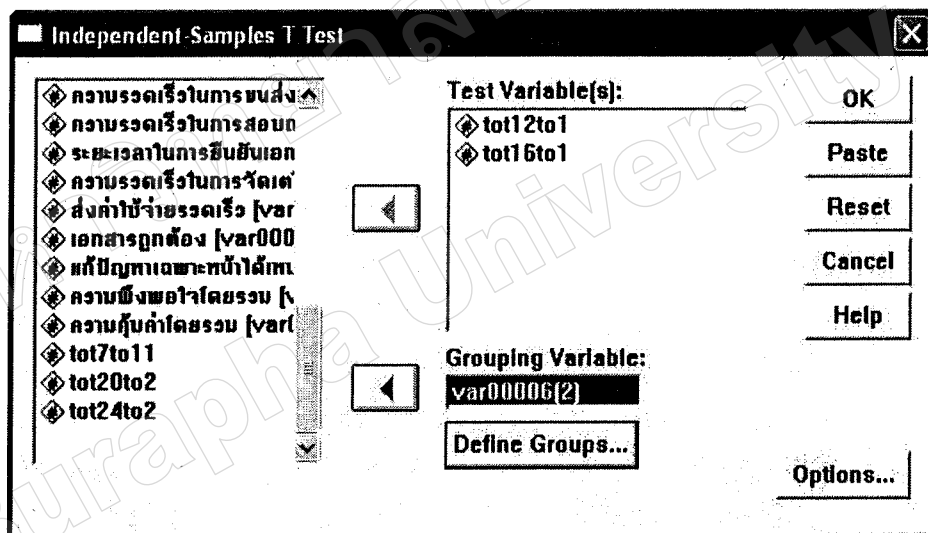 Independent-Samples T Test
ความรวดเร็วในการขนส่ง
ความรวดเร็วในการสอบถ
ระยะเวลาในการยืนยันเอก
ความรวดเร็วในการจัดเต
ส่งค่าใช้จ่ายรวดเร็ว [var
เอกสารถูกต้อง [var000
แก้ปัญหาเฉพาะหน้าได้เหม
ความพึงพอใจโดยรวม [v
ความคุ้มค่าโดยรวม [var(
tot7to11
tot20to2
tot24to2
Test Variable(s):
tot12to1
tot16to1
Grouping Variable:
var00006(2)
Define Groups...
OK
Paste
Reset
Cancel
Help
Options...
Burapha University